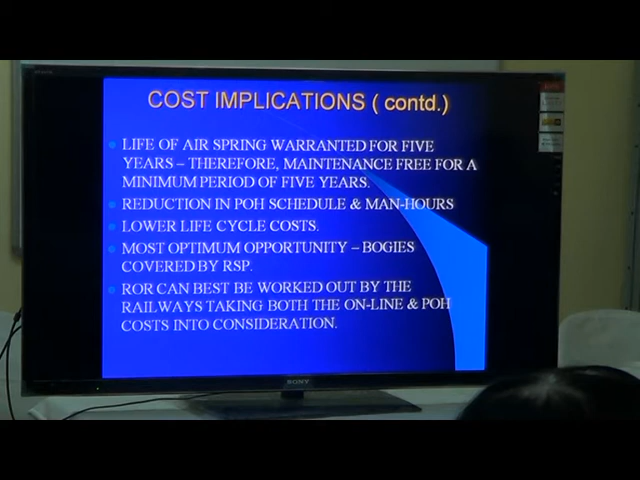 COST IMPLICATIONS ( contd.)
LIFE OF AIR SPRING WARRANTED FOR FIVE
YEARS – THEREFORE, MAINTENANCE FREE FOR A
MINIMUM PERIOD OF FIVE YEARS.
REDUCTION IN POH SCHEDULE & MAN-HOURS
LOWER LIFE CYCLE COSTS.
MOST OPTIMUM OPPORTUNITY – BOGIES
COVERED BY RSP.
ROR CAN BEST BE WORKED OUT BY THE
RAILWAYS TAKING BOTH THE ON-LINE & POH
COSTS INTO CONSIDERATION.
SONY